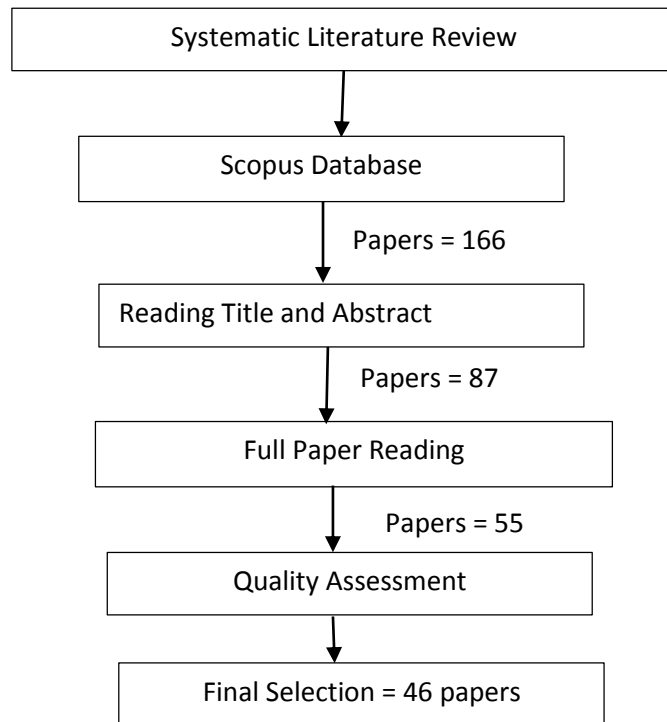 Systematic Literature Review
Scopus Database
Papers = 166
Reading Title and Abstract
Papers = 87
Full Paper Reading
Papers = 55
Quality Assessment
Final Selection = 46 papers